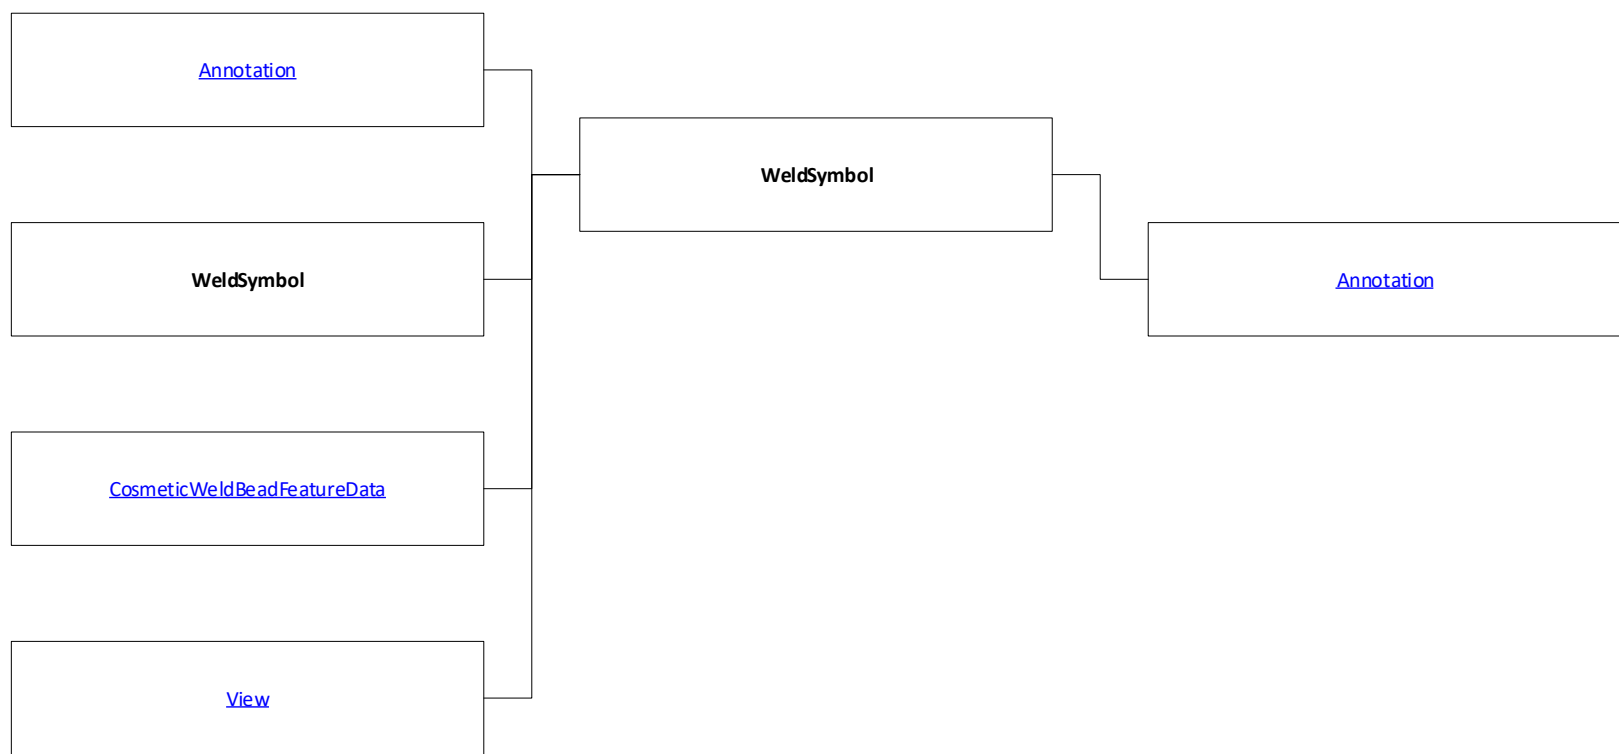 Annotation
WeldSymbol
WeldSymbol
Annotation
CosmeticWeldBeadFeatureData
View